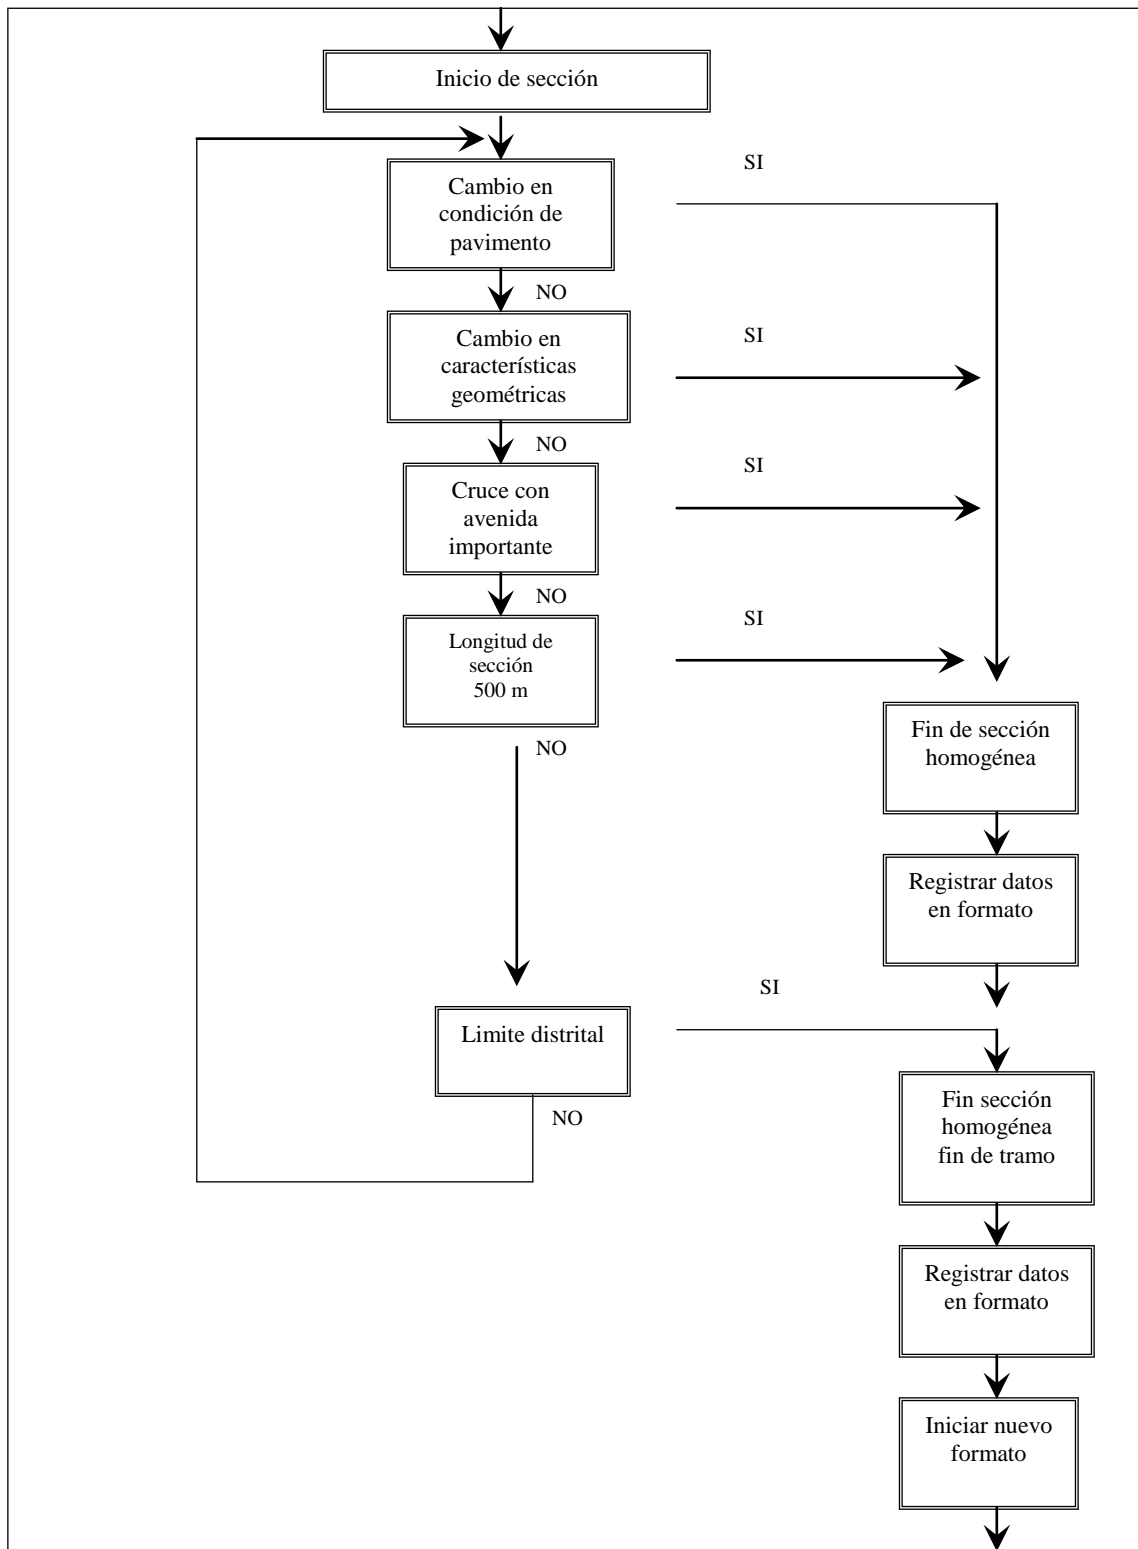 Inicio de sección
SI
Cambio en
condición de
pavimento
NO
SI
Cambio en
características
geométricas
NO
SI
Cruce con
avenida
importante
NO
SI
Longitud de
sección
500 m
NO
Fin de sección
homogénea
Registrar datos
en formato
SI
Limite distrital
NO
Fin sección
homogénea
fin de tramo
Registrar datos
en formato
Iniciar nuevo
formato